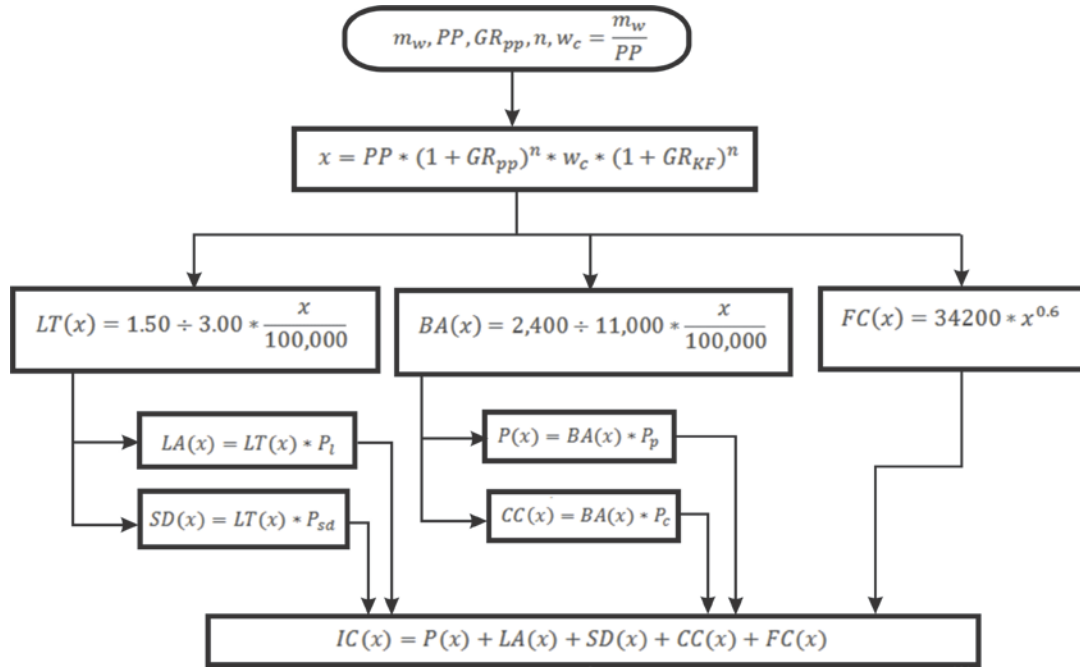 m_w, PP, GR_pp, n, w_c = m_w / PP
x = PP * (1 + GR_pp)^n * w_c * (1 + GR_KF)^n
LT(x) = 1.50 ÷ 3.00 * x / 100,000
BA(x) = 2,400 ÷ 11,000 * x / 100,000
FC(x) = 34200 * x^0.6
LA(x) = LT(x) * P_l
P(x) = BA(x) * P_p
SD(x) = LT(x) * P_sd
CC(x) = BA(x) * P_c
IC(x) = P(x) + LA(x) + SD(x) + CC(x) + FC(x)